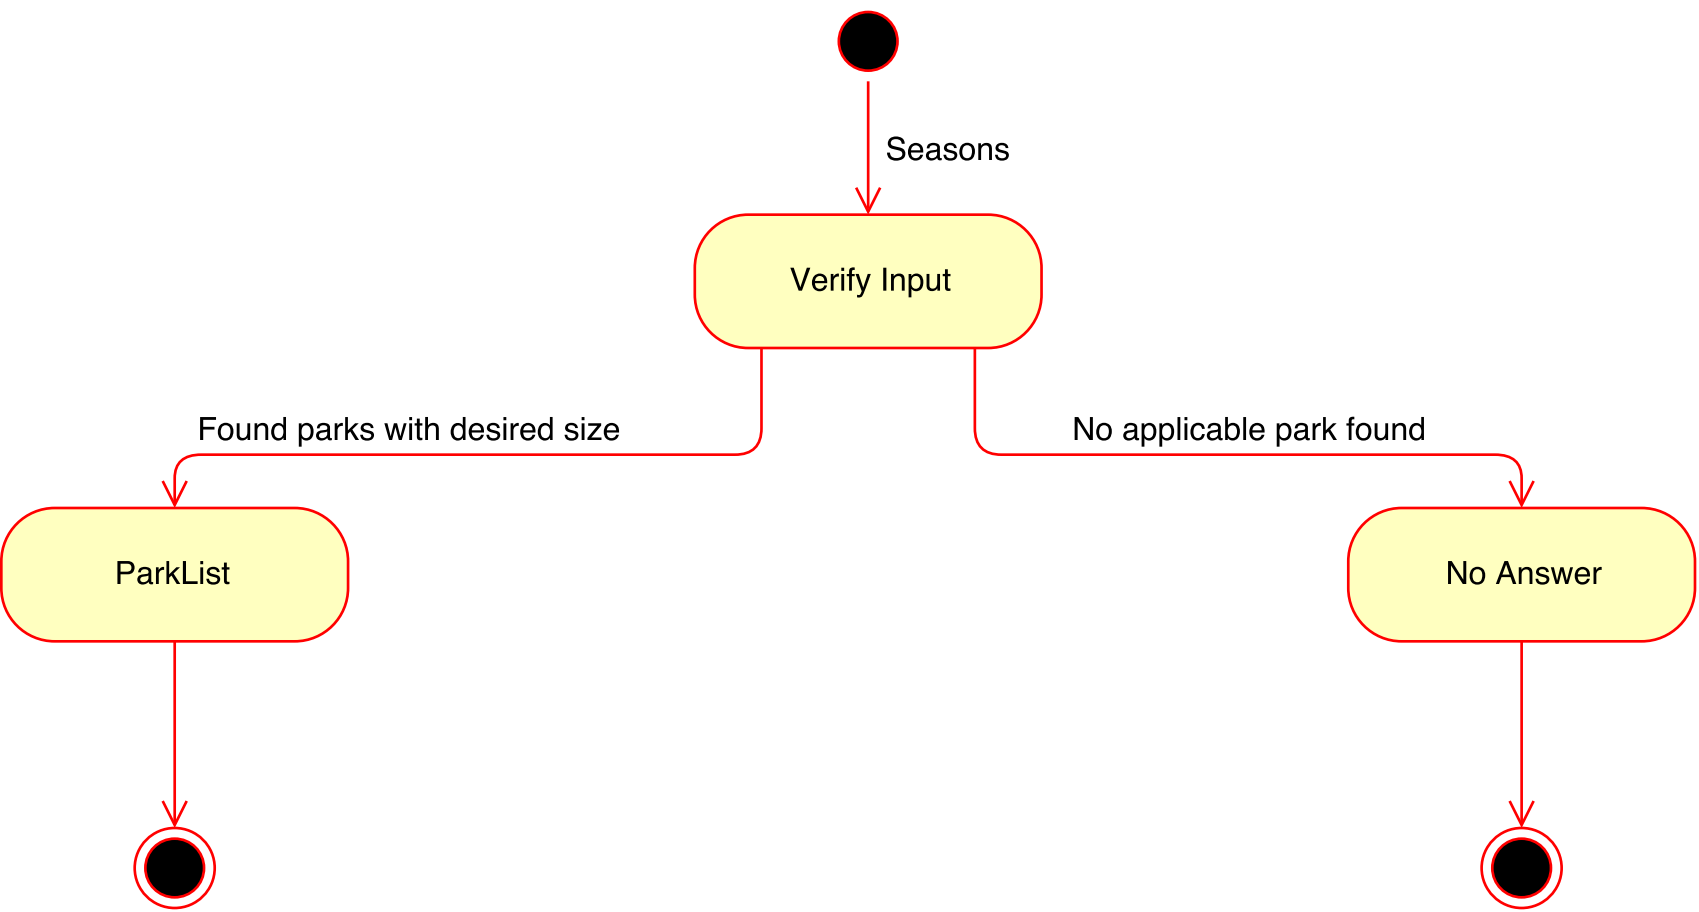 Seasons
Verify Input
Found parks with desired size
No applicable park found
ParkList
No Answer